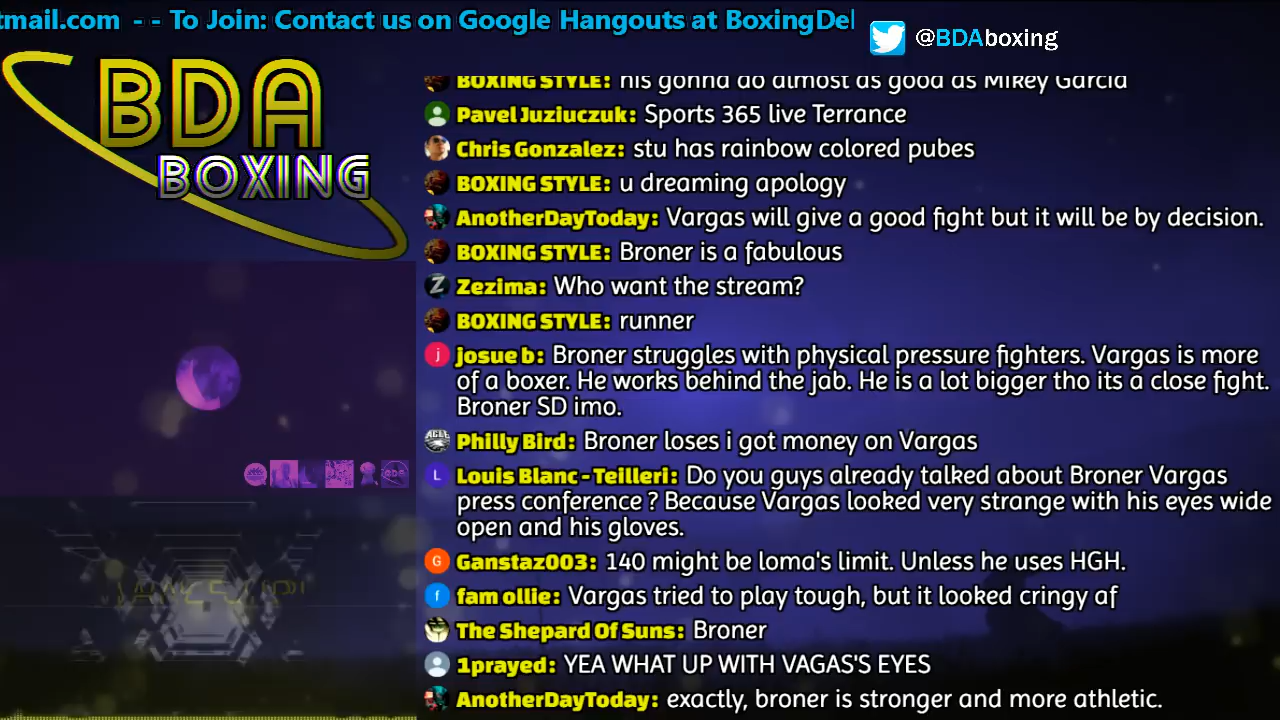 tmail.com - - To Join: Contact us on Google Hangouts at BoxingDel
@BDAboxing
BDA
BOXING
BOXING STYLE: his gonna do almost as good as Mikey Garcia
Pavel Juziuczuk: Sports 365 live Terrance
Chris Gonzalez: stu has rainbow colored pubes
BOXING STYLE: u dreaming apology
AnotherDayToday: Vargas will give a good fight but it will be by decision.
BOXING STYLE: Broner is a fabulous
Zezima: Who want the stream?
BOXING STYLE: runner
josue b: Broner struggles with physical pressure fighters. Vargas is more
of a boxer. He works behind the jab. He is a lot bigger tho its a close fight.
Broner SD imo.
Philly Bird: Broner loses i got money on Vargas
Louis Blanc - Teilleri: Do you guys already talked about Broner Vargas
press conference ? Because Vargas looked very strange with his eyes wide
open and his gloves.
Ganstaz003: 140 might be loma's limit. Unless he uses HGH.
fam ollie: Vargas tried to play tough, but it looked cringy af
The Shepard Of Suns: Broner
1prayed: YEA WHAT UP WITH VAGAS'S EYES
AnotherDayToday: exactly, broner is stronger and more athletic.